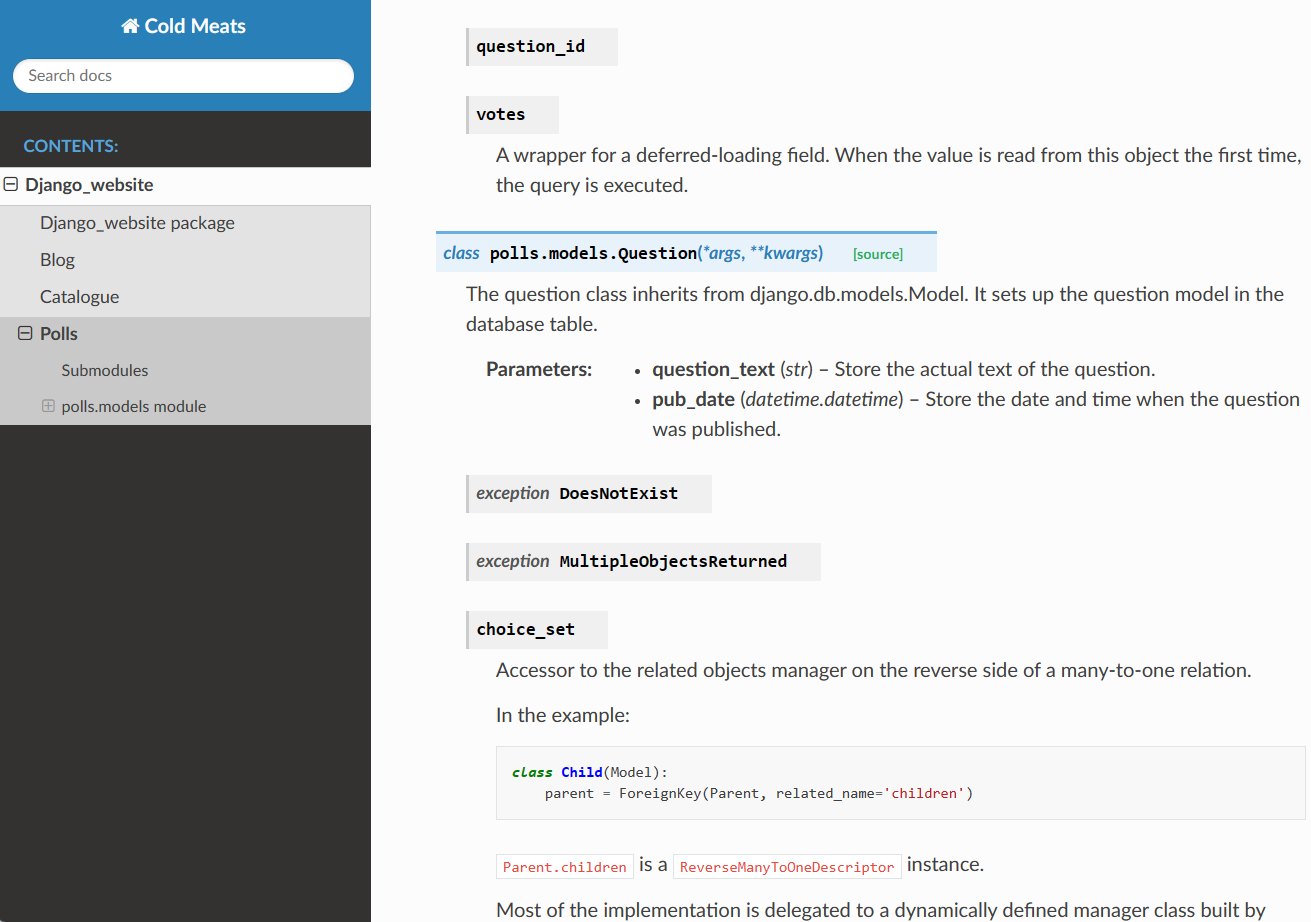 Cold Meats
Search docs
CONTENTS:
Django_website
Django_website package
Blog
Catalogue
Polls
Submodules
polls.models module
question_id
votes
A wrapper for a deferred-loading field. When the value is read from this object the first time,
the query is executed.
class polls.models.Question(*args, **kwargs) [source]
The question class inherits from django.db.models.Model. It sets up the question model in the
database table.
Parameters: • question_text (str) – Store the actual text of the question.
• pub_date (datetime.datetime) – Store the date and time when the question
was published.
exception DoesNotExist
exception MultipleObjectsReturned
choice_set
Accessor to the related objects manager on the reverse side of a many-to-one relation.
In the example:
class Child(Model):
    parent = ForeignKey(Parent, related_name='children')
Parent.children is a ReverseManyToOneDescriptor instance.
Most of the implementation is delegated to a dynamically defined manager class built by